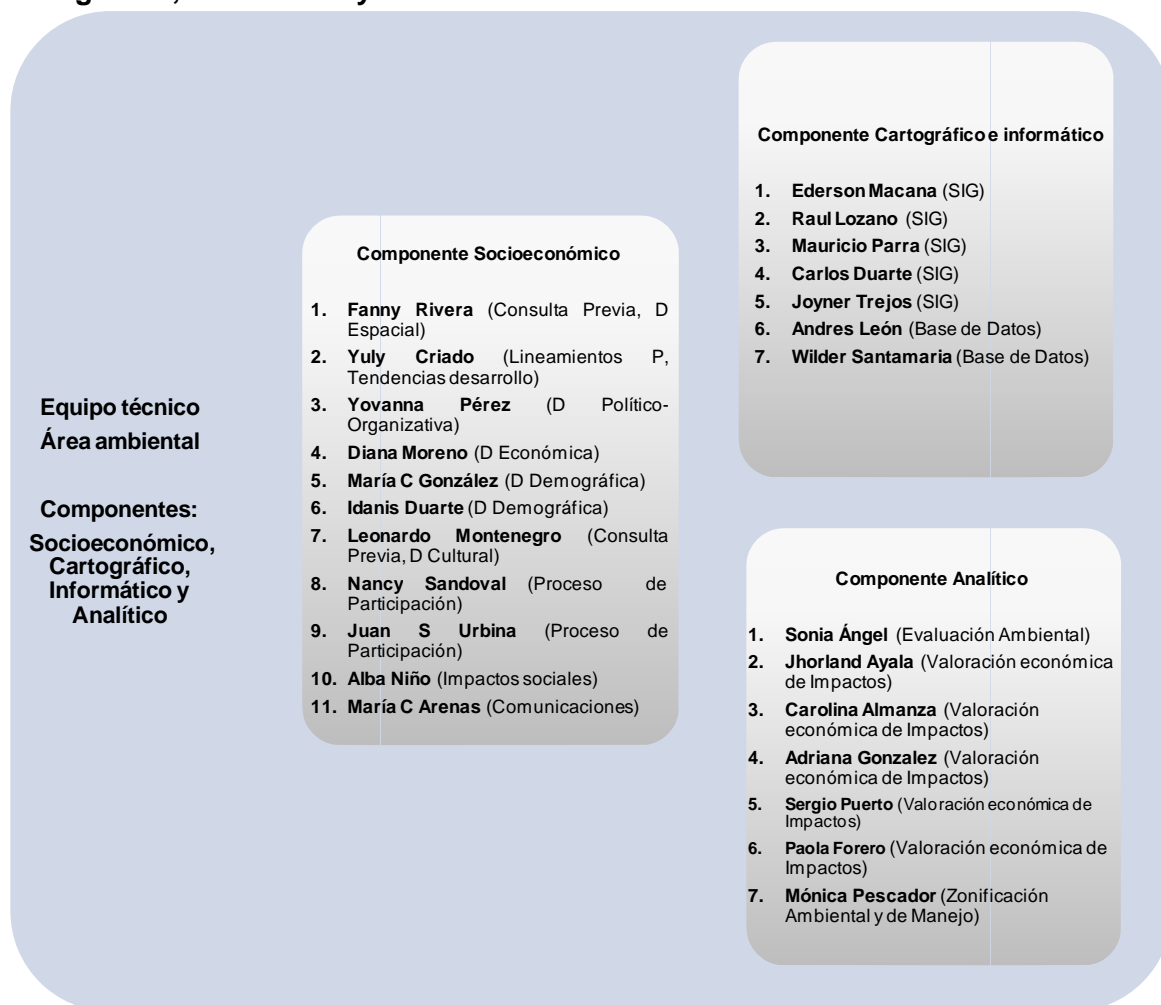 Equipo técnico
Área ambiental
Componentes:
Socioeconómico,
Cartográfico,
Informático y
Analítico
Componente Socioeconómico
1. Fanny Rivera (Consulta Previa, D
Espacial)
2. Yuly Criado (Lineamientos P,
Tendencias desarrollo)
3. Yovanna Pérez (D Político-
Organizativa)
4. Diana Moreno (D Económica)
5. María C González (D Demográfica)
6. Idanis Duarte (D Demográfica)
7. Leonardo Montenegro (Consulta
Previa, D Cultural)
8. Nancy Sandoval (Proceso de
Participación)
9. Juan S Urbina (Proceso de
Participación)
10. Alba Niño (Impactos sociales)
11. María C Arenas (Comunicaciones)
Componente Cartográfico e informático
1. Ederson Macana (SIG)
2. Raul Lozano (SIG)
3. Mauricio Parra (SIG)
4. Carlos Duarte (SIG)
5. Joyner Trejos (SIG)
6. Andres León (Base de Datos)
7. Wilder Santamaria (Base de Datos)
Componente Analítico
1. Sonia Ángel (Evaluación Ambiental)
2. Jhorland Ayala (Valoración económica
de Impactos)
3. Carolina Almanza (Valoración
económica de Impactos)
4. Adriana Gonzalez (Valoración
económica de Impactos)
5. Sergio Puerto (Valoración económica de
Impactos)
6. Paola Forero (Valoración económica de
Impactos)
7. Mónica Pescador (Zonificación
Ambiental y de Manejo)